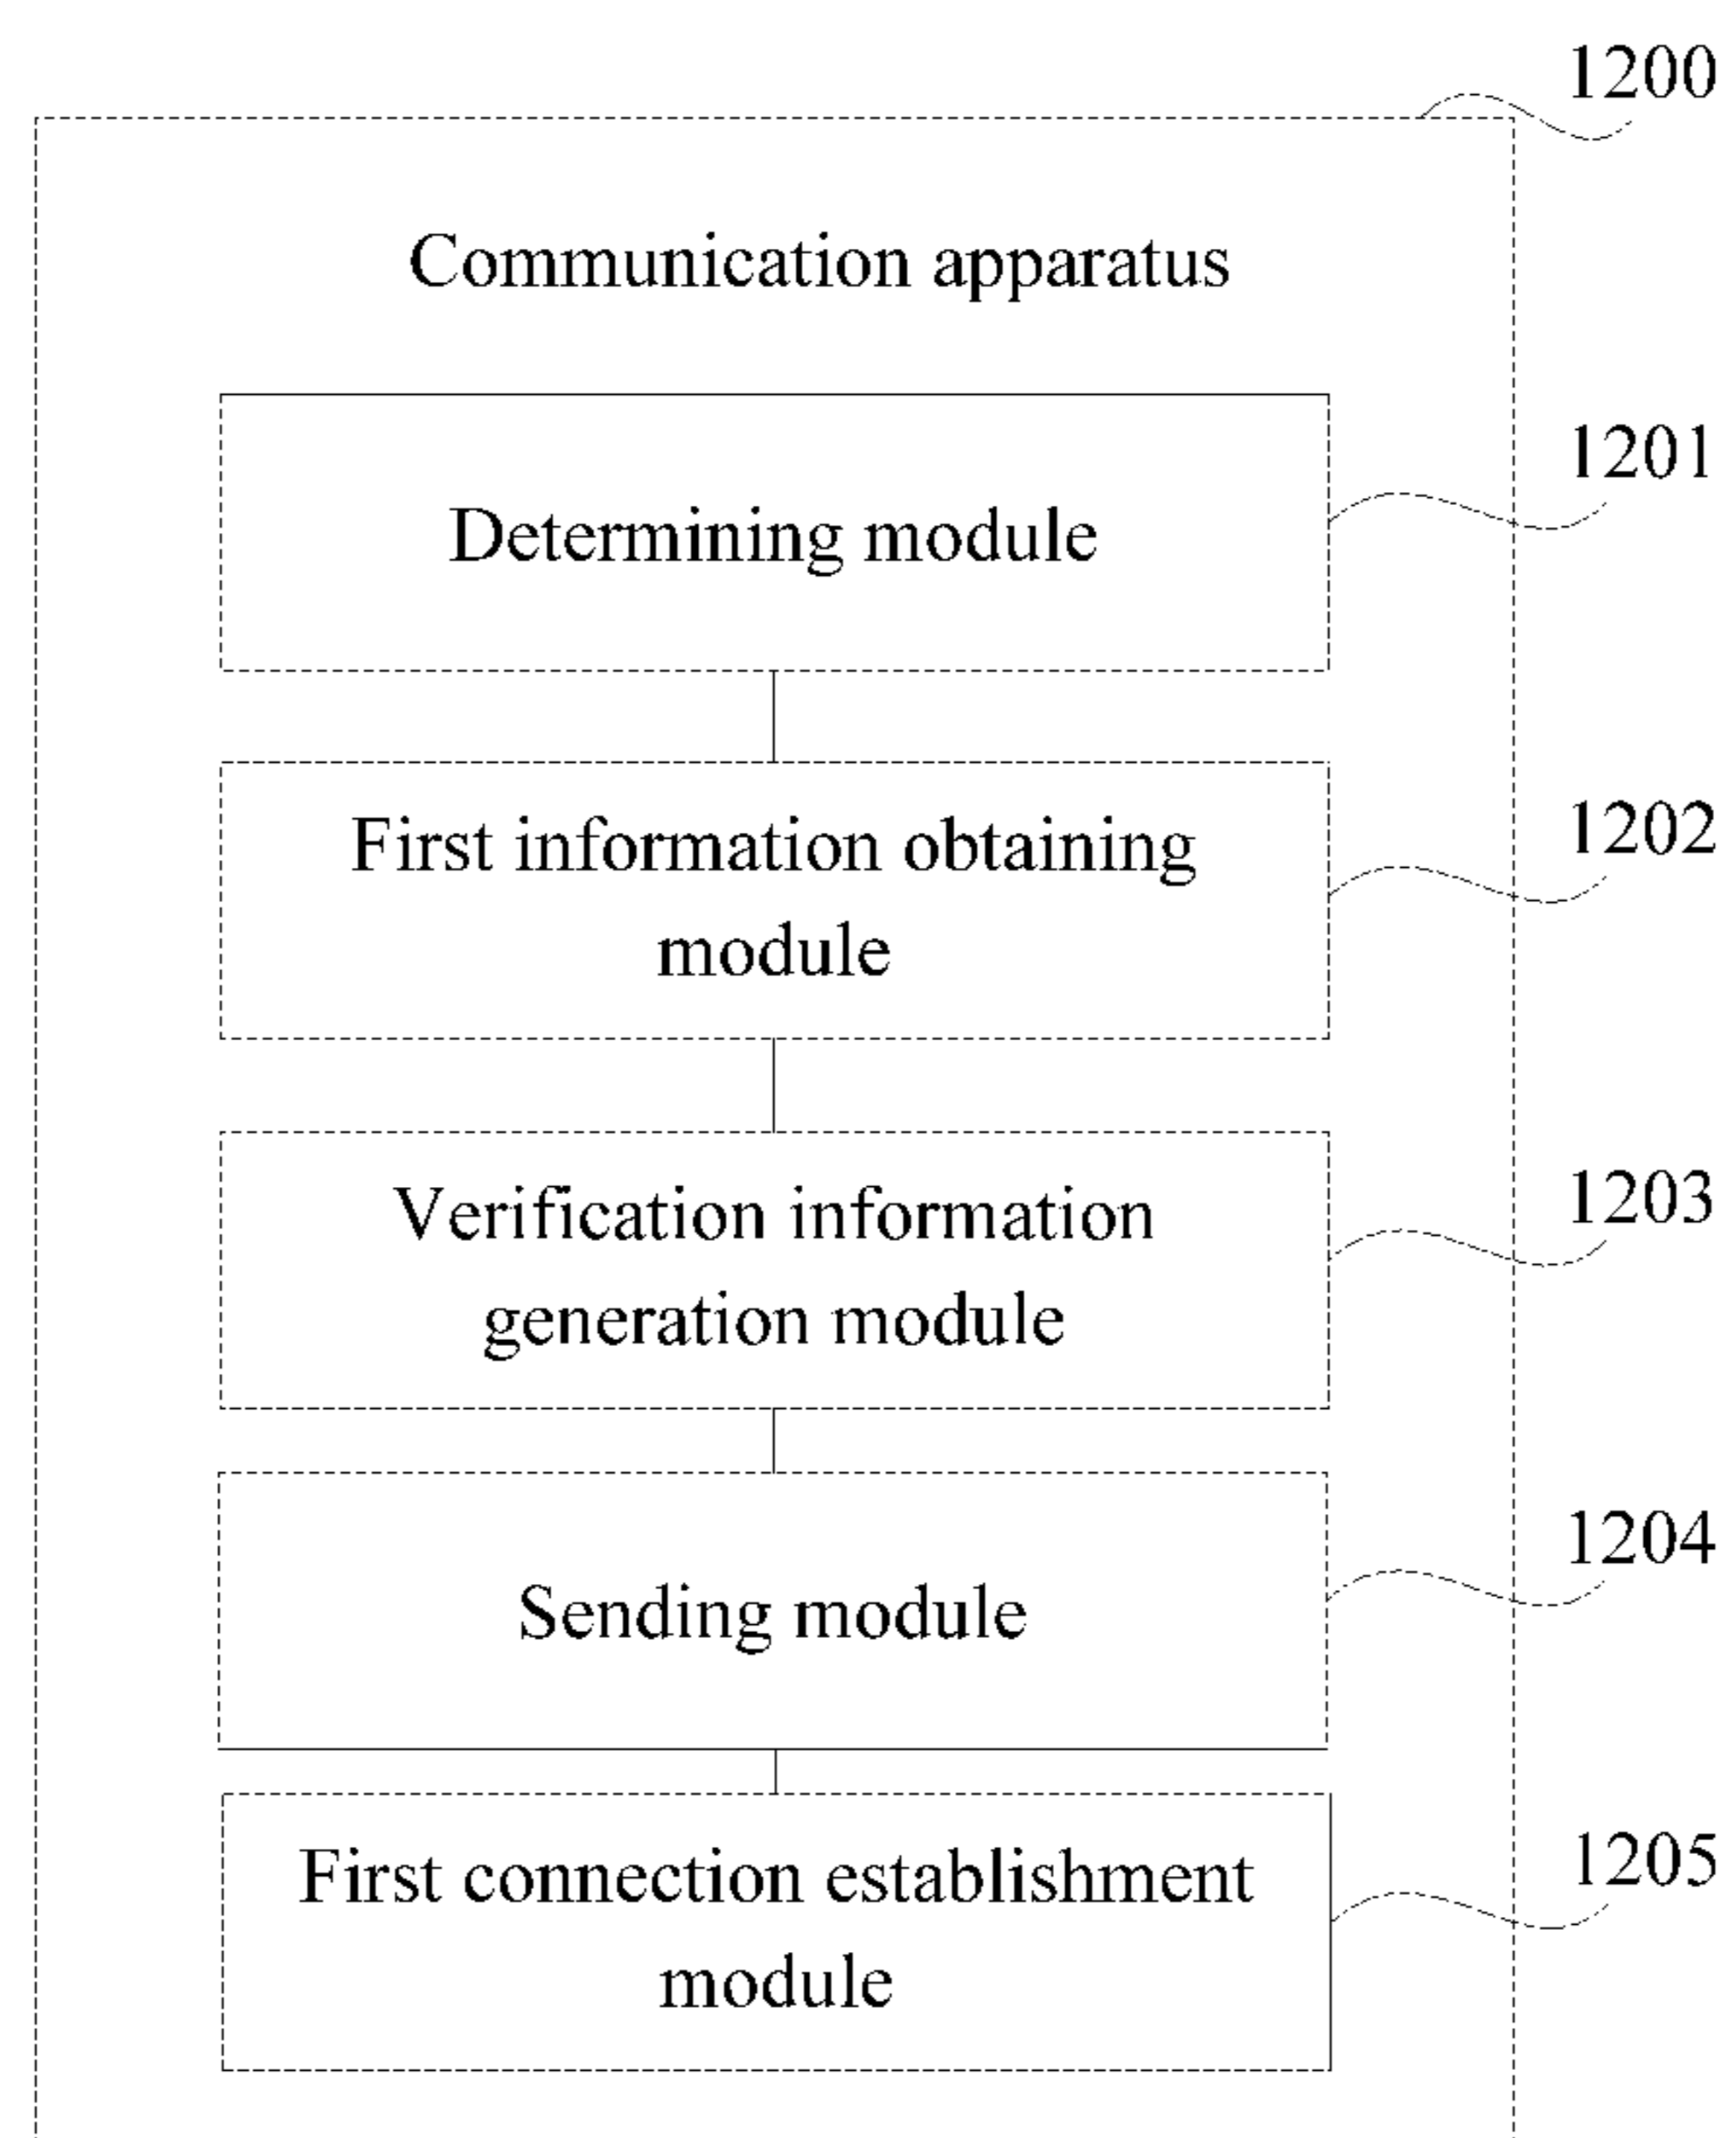 1200
Communication apparatus
1201
Determining module
1202
First information obtaining
module
1203
Verification information
generation module
1204
Sending module
1205
First connection establishment
module